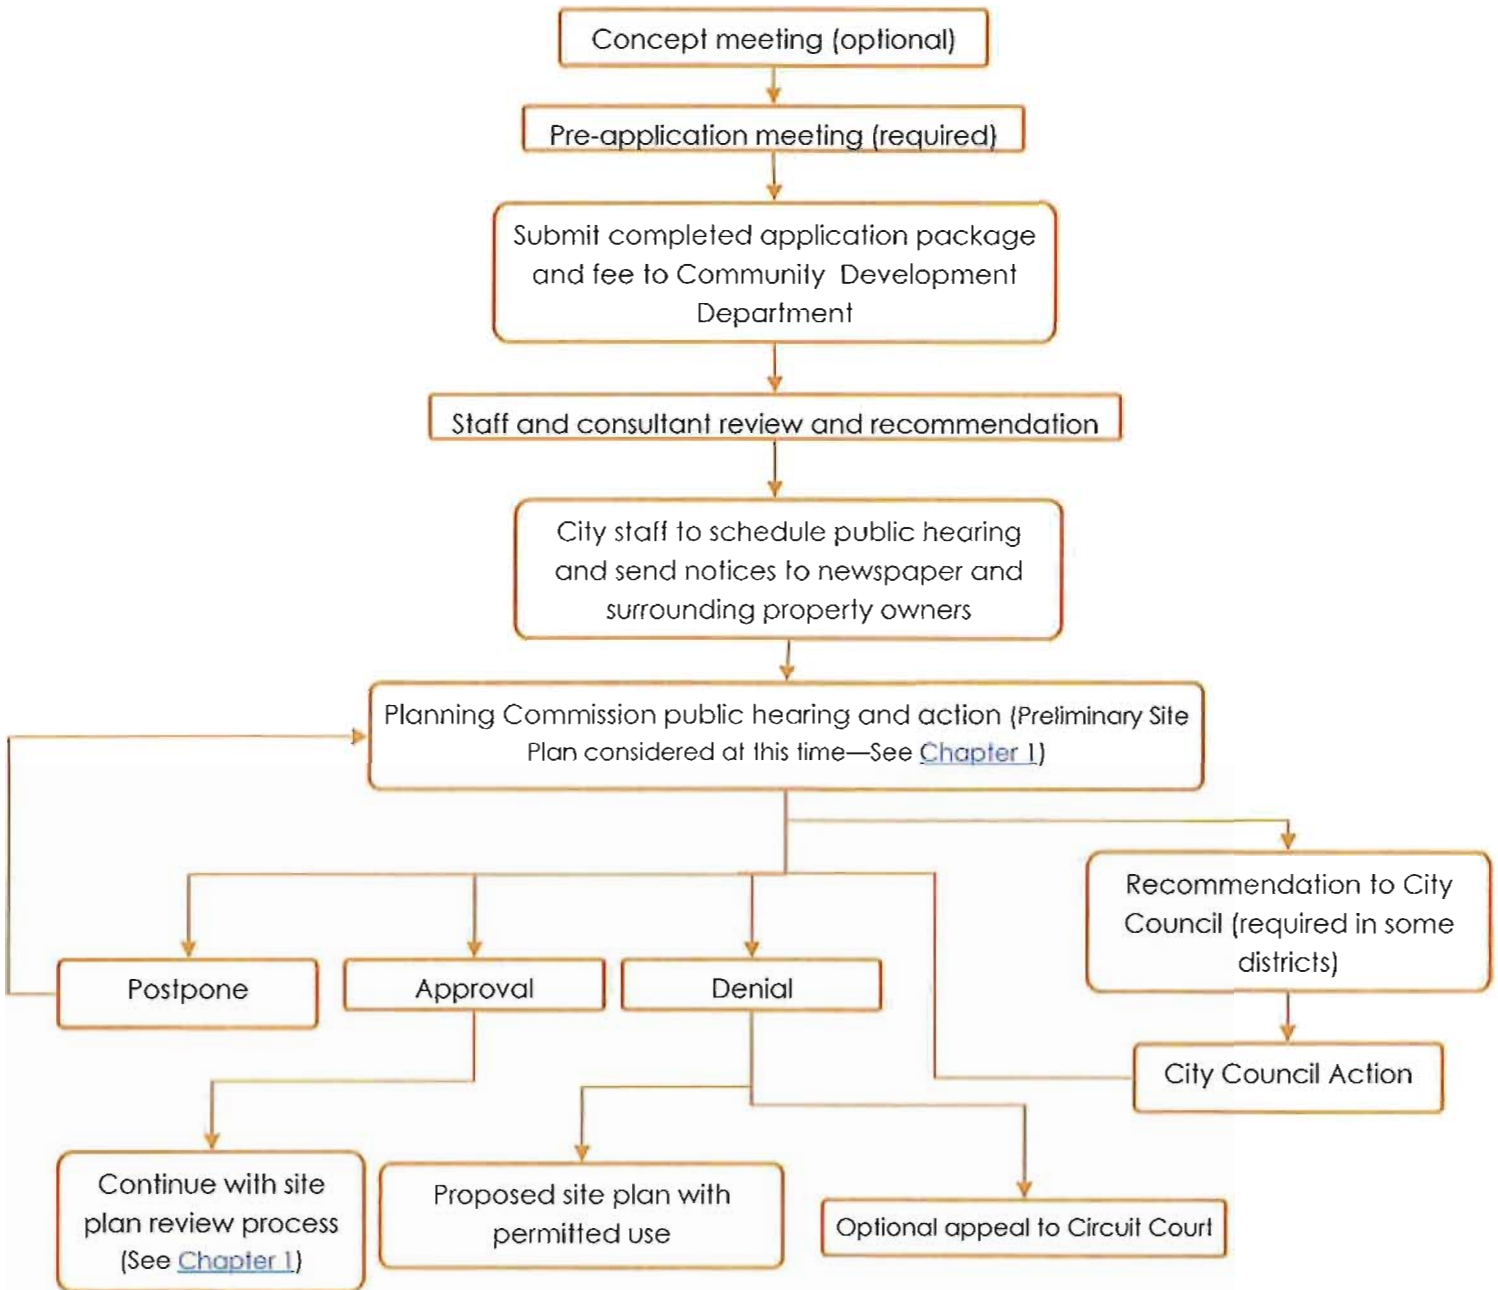 Concept meeting (optional)
Pre-application meeting (required)
Submit completed application package
and fee to Community Development
Department
Staff and consultant review and recommendation
City staff to schedule public hearing
and send notices to newspaper and
surrounding property owners
Planning Commission public hearing and action (Preliminary Site
Plan considered at this time—See Chapter 1)
Recommendation to City
Council (required in some
districts)
Postpone
Approval
Denial
City Council Action
Continue with site
plan review process
(See Chapter 1)
Proposed site plan with
permitted use
Optional appeal to Circuit Court